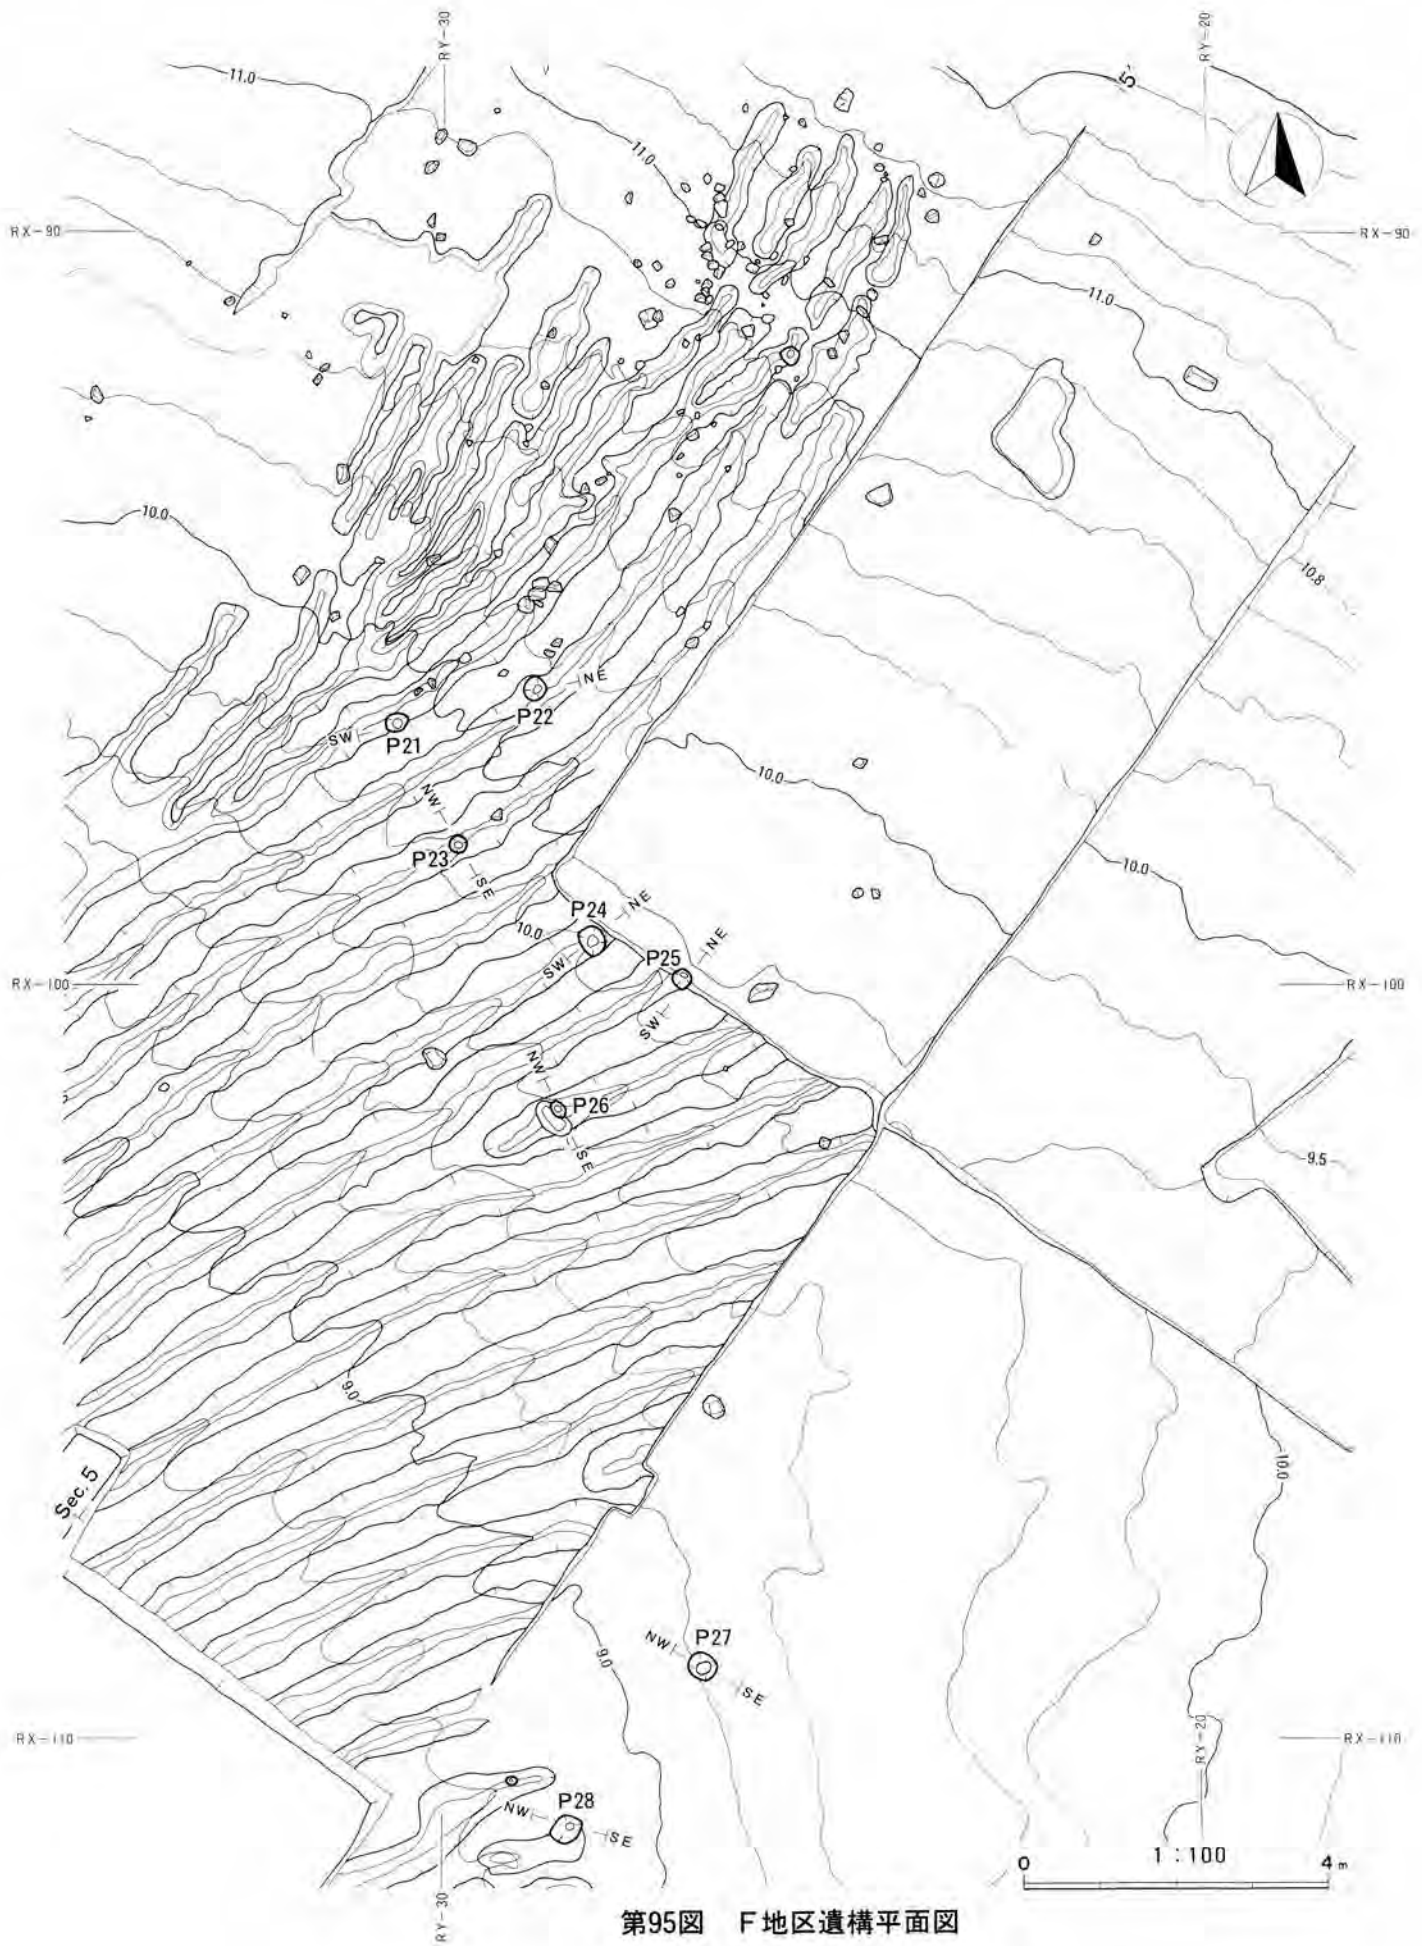 RY-30
RY-20
11.0
5'
11.0
RX-90
RX-90
11.0
10.0
10.8
NE
P22
SW
P21
10.0
NW
P23
SE
10.0
P24
NE
10.0
NE
P25
SW
RX-100
RX-100
SW
NW
P26
SE
9.5
9.0
10.0
Sec.5
P27
NW
9.0
SE
RY-20
RX-110
RX-110
P28
NW
SE
1:100
0
4m
RY-30
第95図 F地区遺構平面図